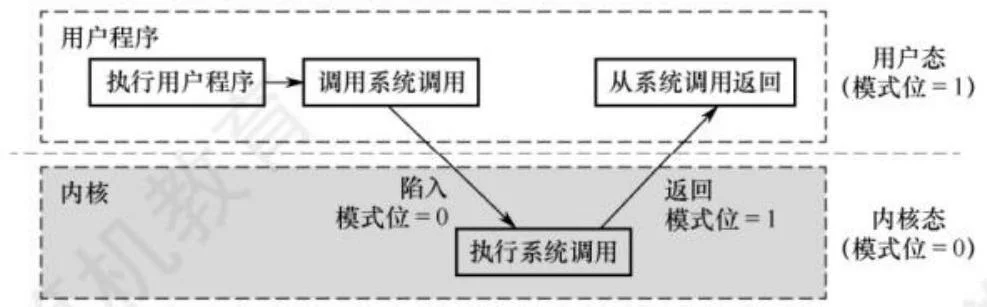 用户程序
执行用户程序
调用系统调用
从系统调用返回
用户态
(模式位=1)
内核
陷入
模式位=0
返回
模式位=1
执行系统调用
内核态
(模式位=0)
机教育